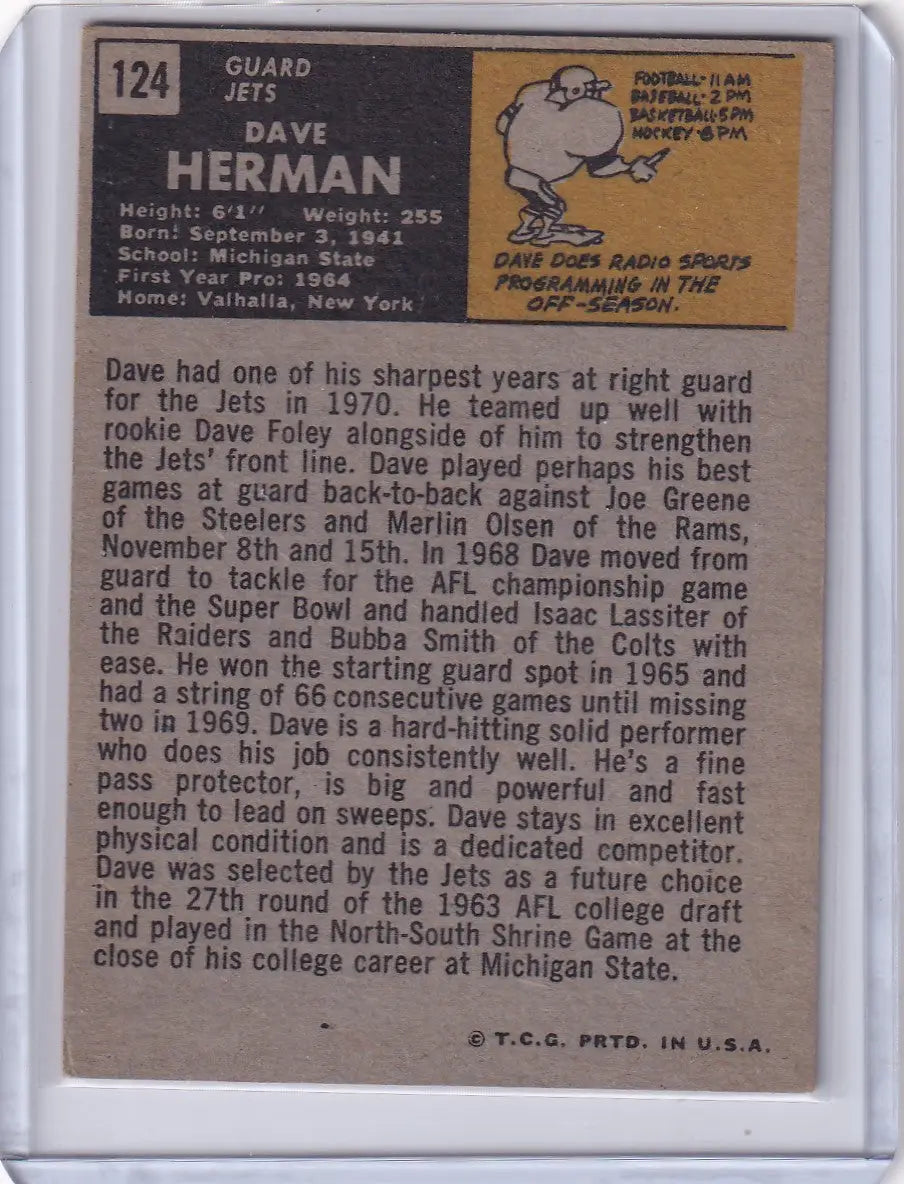 124
GUARD
JETS
DAVE
HERMAN
Height: 6'1" Weight: 255
Born: September 3, 1941
School: Michigan State
First Year Pro: 1964
Home: Valhalla, New York
FOOTBALL-11 AM
BASEBALL-2 PM
BASKETBALL-5 PM
HOCKEY-8 PM
DAVE DOES RADIO SPORTS
PROGRAMMING IN THE
OFF-SEASON.
Dave had one of his sharpest years at right guard
for the Jets in 1970. He teamed up well with
rookie Dave Foley alongside of him to strengthen
the Jets' front line. Dave played perhaps his best
games at guard back-to-back against Joe Greene
of the Steelers and Merlin Olsen of the Rams,
November 8th and 15th. In 1968 Dave moved from
guard to tackle for the AFL championship game
and the Super Bowl and handled Isaac Lassiter of
the Raiders and Bubba Smith of the Colts with
ease. He won the starting guard spot in 1965 and
had a string of 66 consecutive games until missing
two in 1969. Dave is a hard-hitting solid performer
who does his job consistently well. He's a fine
pass protector, is big and powerful and fast
enough to lead on sweeps. Dave stays in excellent
physical condition and is a dedicated competitor.
Dave was selected by the Jets as a future choice
in the 27th round of the 1963 AFL college draft
and played in the North-South Shrine Game at the
close of his college career at Michigan State.
© T.C.G. PRTD. IN U.S.A.